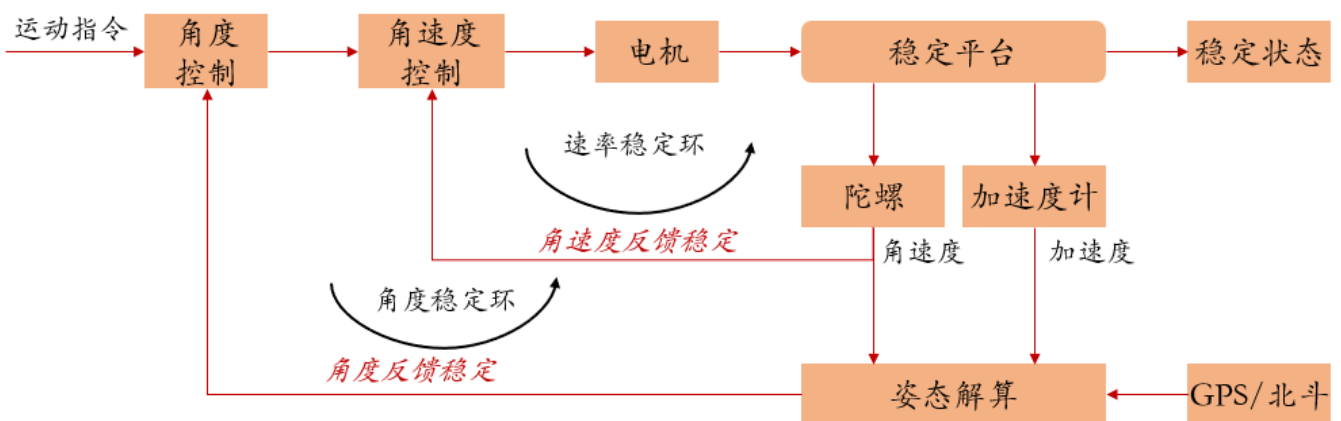 运动指令
角度
控制
角速度
控制
电机
稳定平台
稳定状态
速率稳定环
陀螺
加速度计
角速度反馈稳定
角速度
加速度
角度稳定环
角度反馈稳定
姿态解算
GPS/北斗